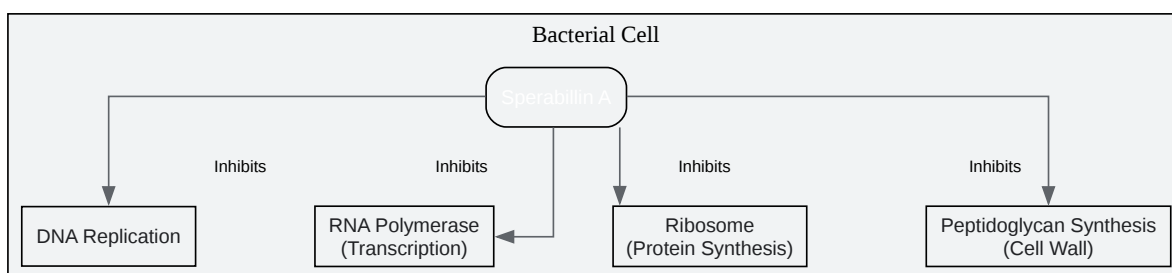 Bacterial Cell
Sperabillin A
Inhibits
Inhibits
Inhibits
Inhibits
DNA Replication
RNA Polymerase
(Transcription)
Ribosome
(Protein Synthesis)
Peptidoglycan Synthesis
(Cell Wall)